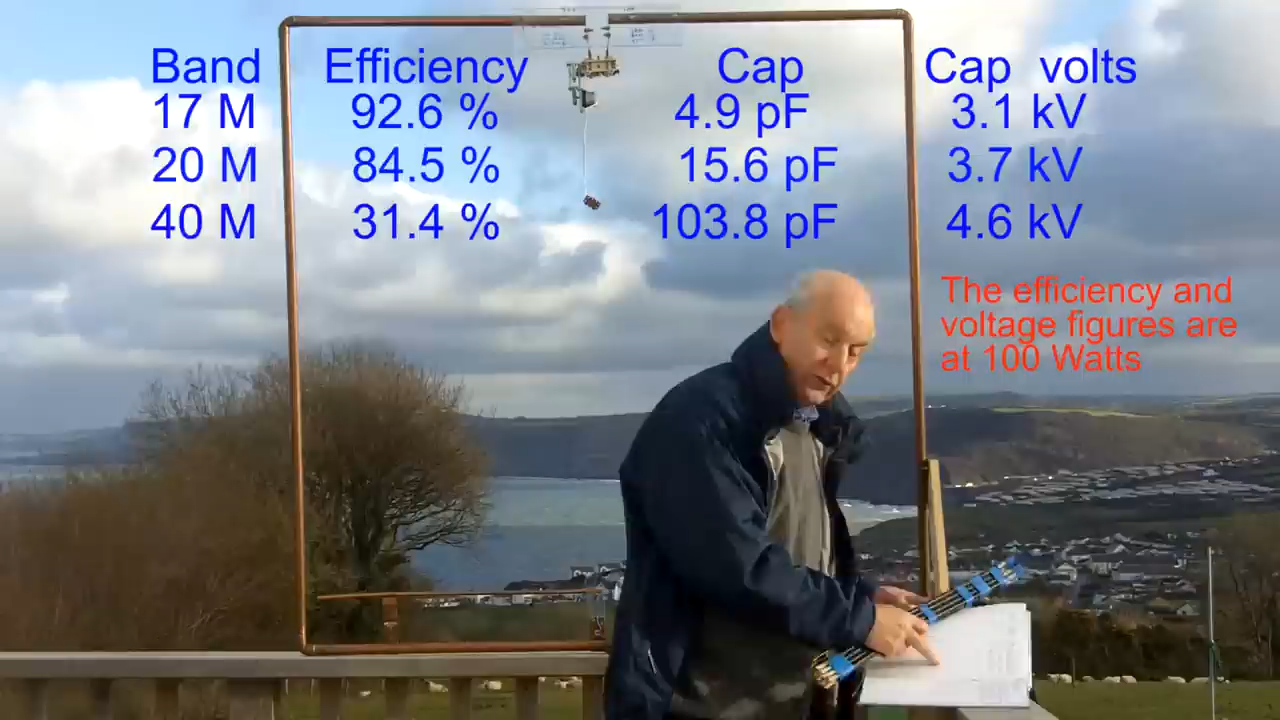 Band Efficiency Cap Cap volts
17 M 92.6 % 4.9 pF 3.1 kV
20 M 84.5 % 15.6 pF 3.7 kV
40 M 31.4 % 103.8 pF 4.6 kV
The efficiency and
voltage figures are
at 100 Watts